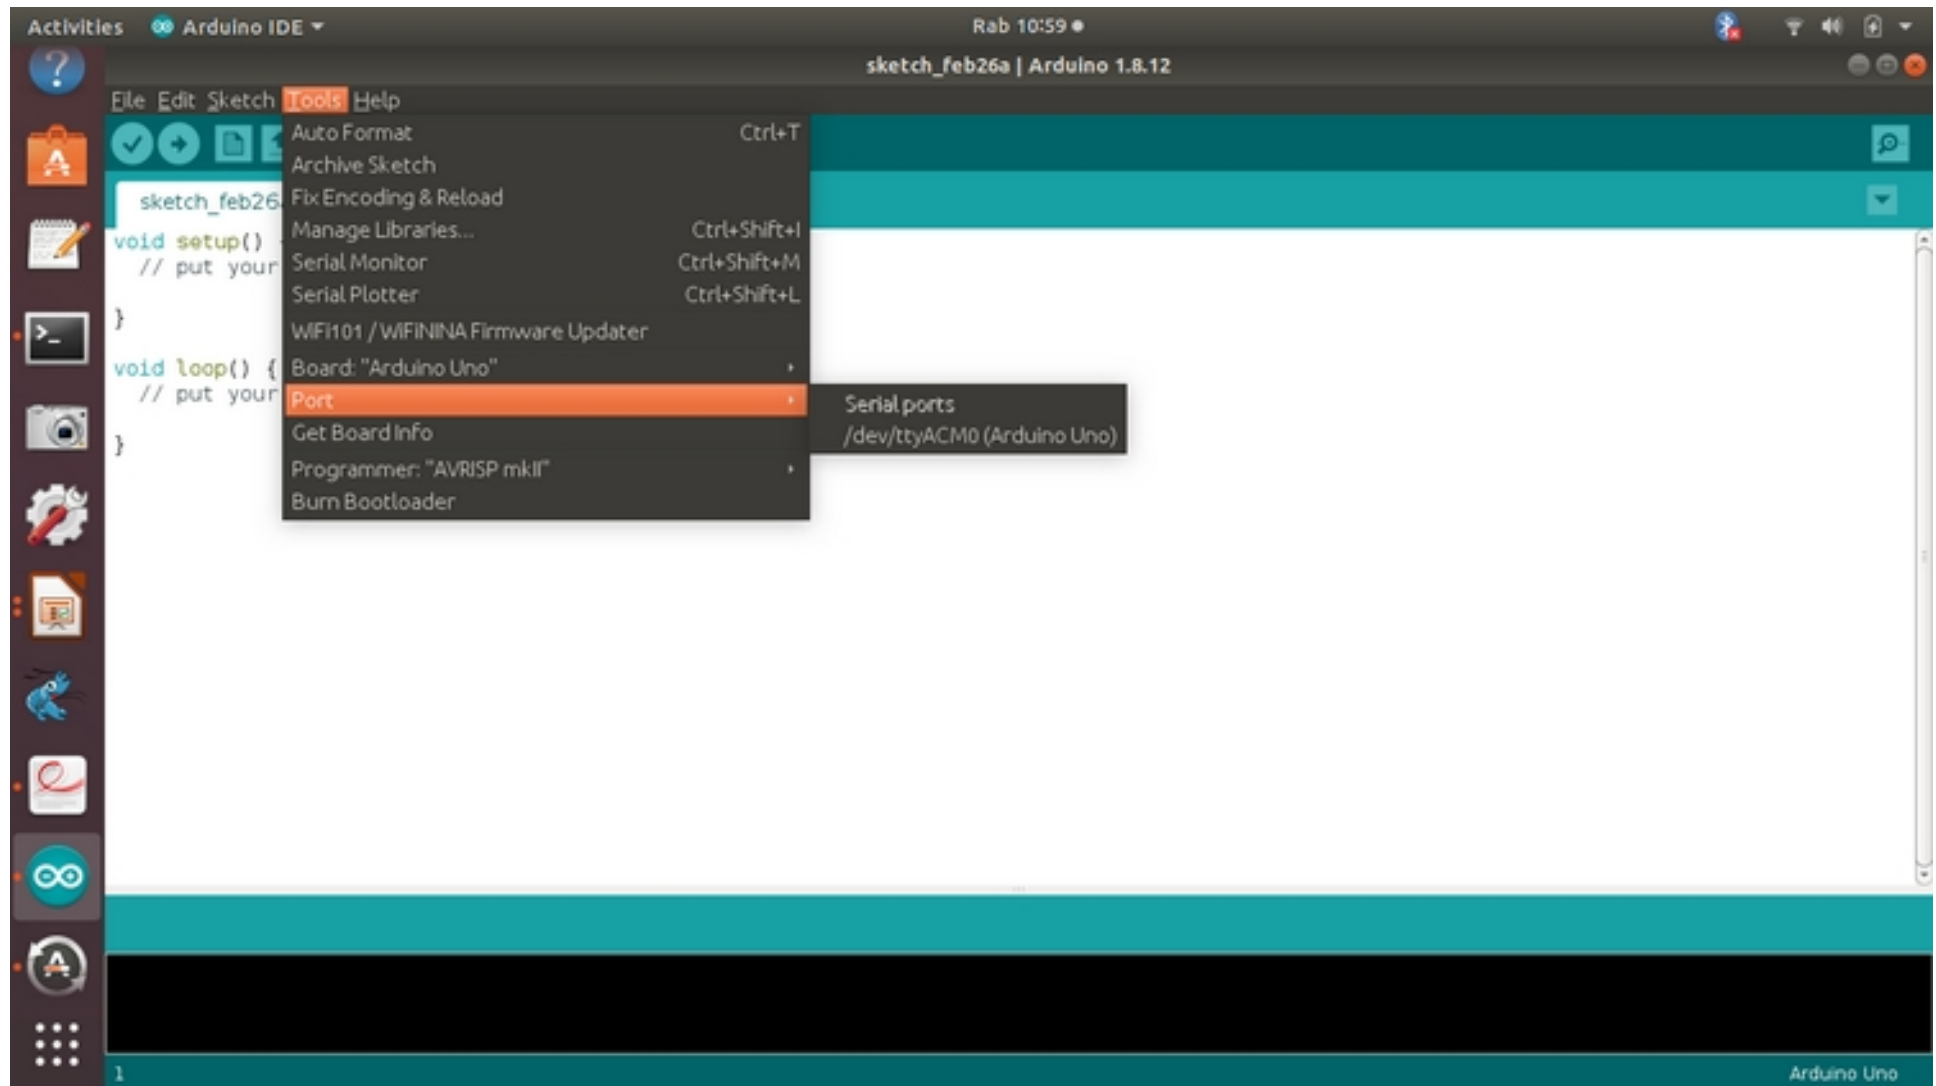 Activities Arduino IDE Rab 10:59
sketch_feb26a | Arduino 1.8.12
File Edit Sketch Tools Help
Auto Format Ctrl+T
Archive Sketch
sketch_feb26
Fix Encoding & Reload
void setup()
Manage Libraries... Ctrl+Shift+I
// put your
Serial Monitor Ctrl+Shift+M
Serial Plotter Ctrl+Shift+L
}
WiFi101 / WiFiNINA Firmware Updater
void loop() {
Board: "Arduino Uno"
// put your
Port
Serial ports
Get Board Info
/dev/ttyACM0 (Arduino Uno)
}
Programmer: "AVRISP mkII"
Burn Bootloader
1 Arduino Uno